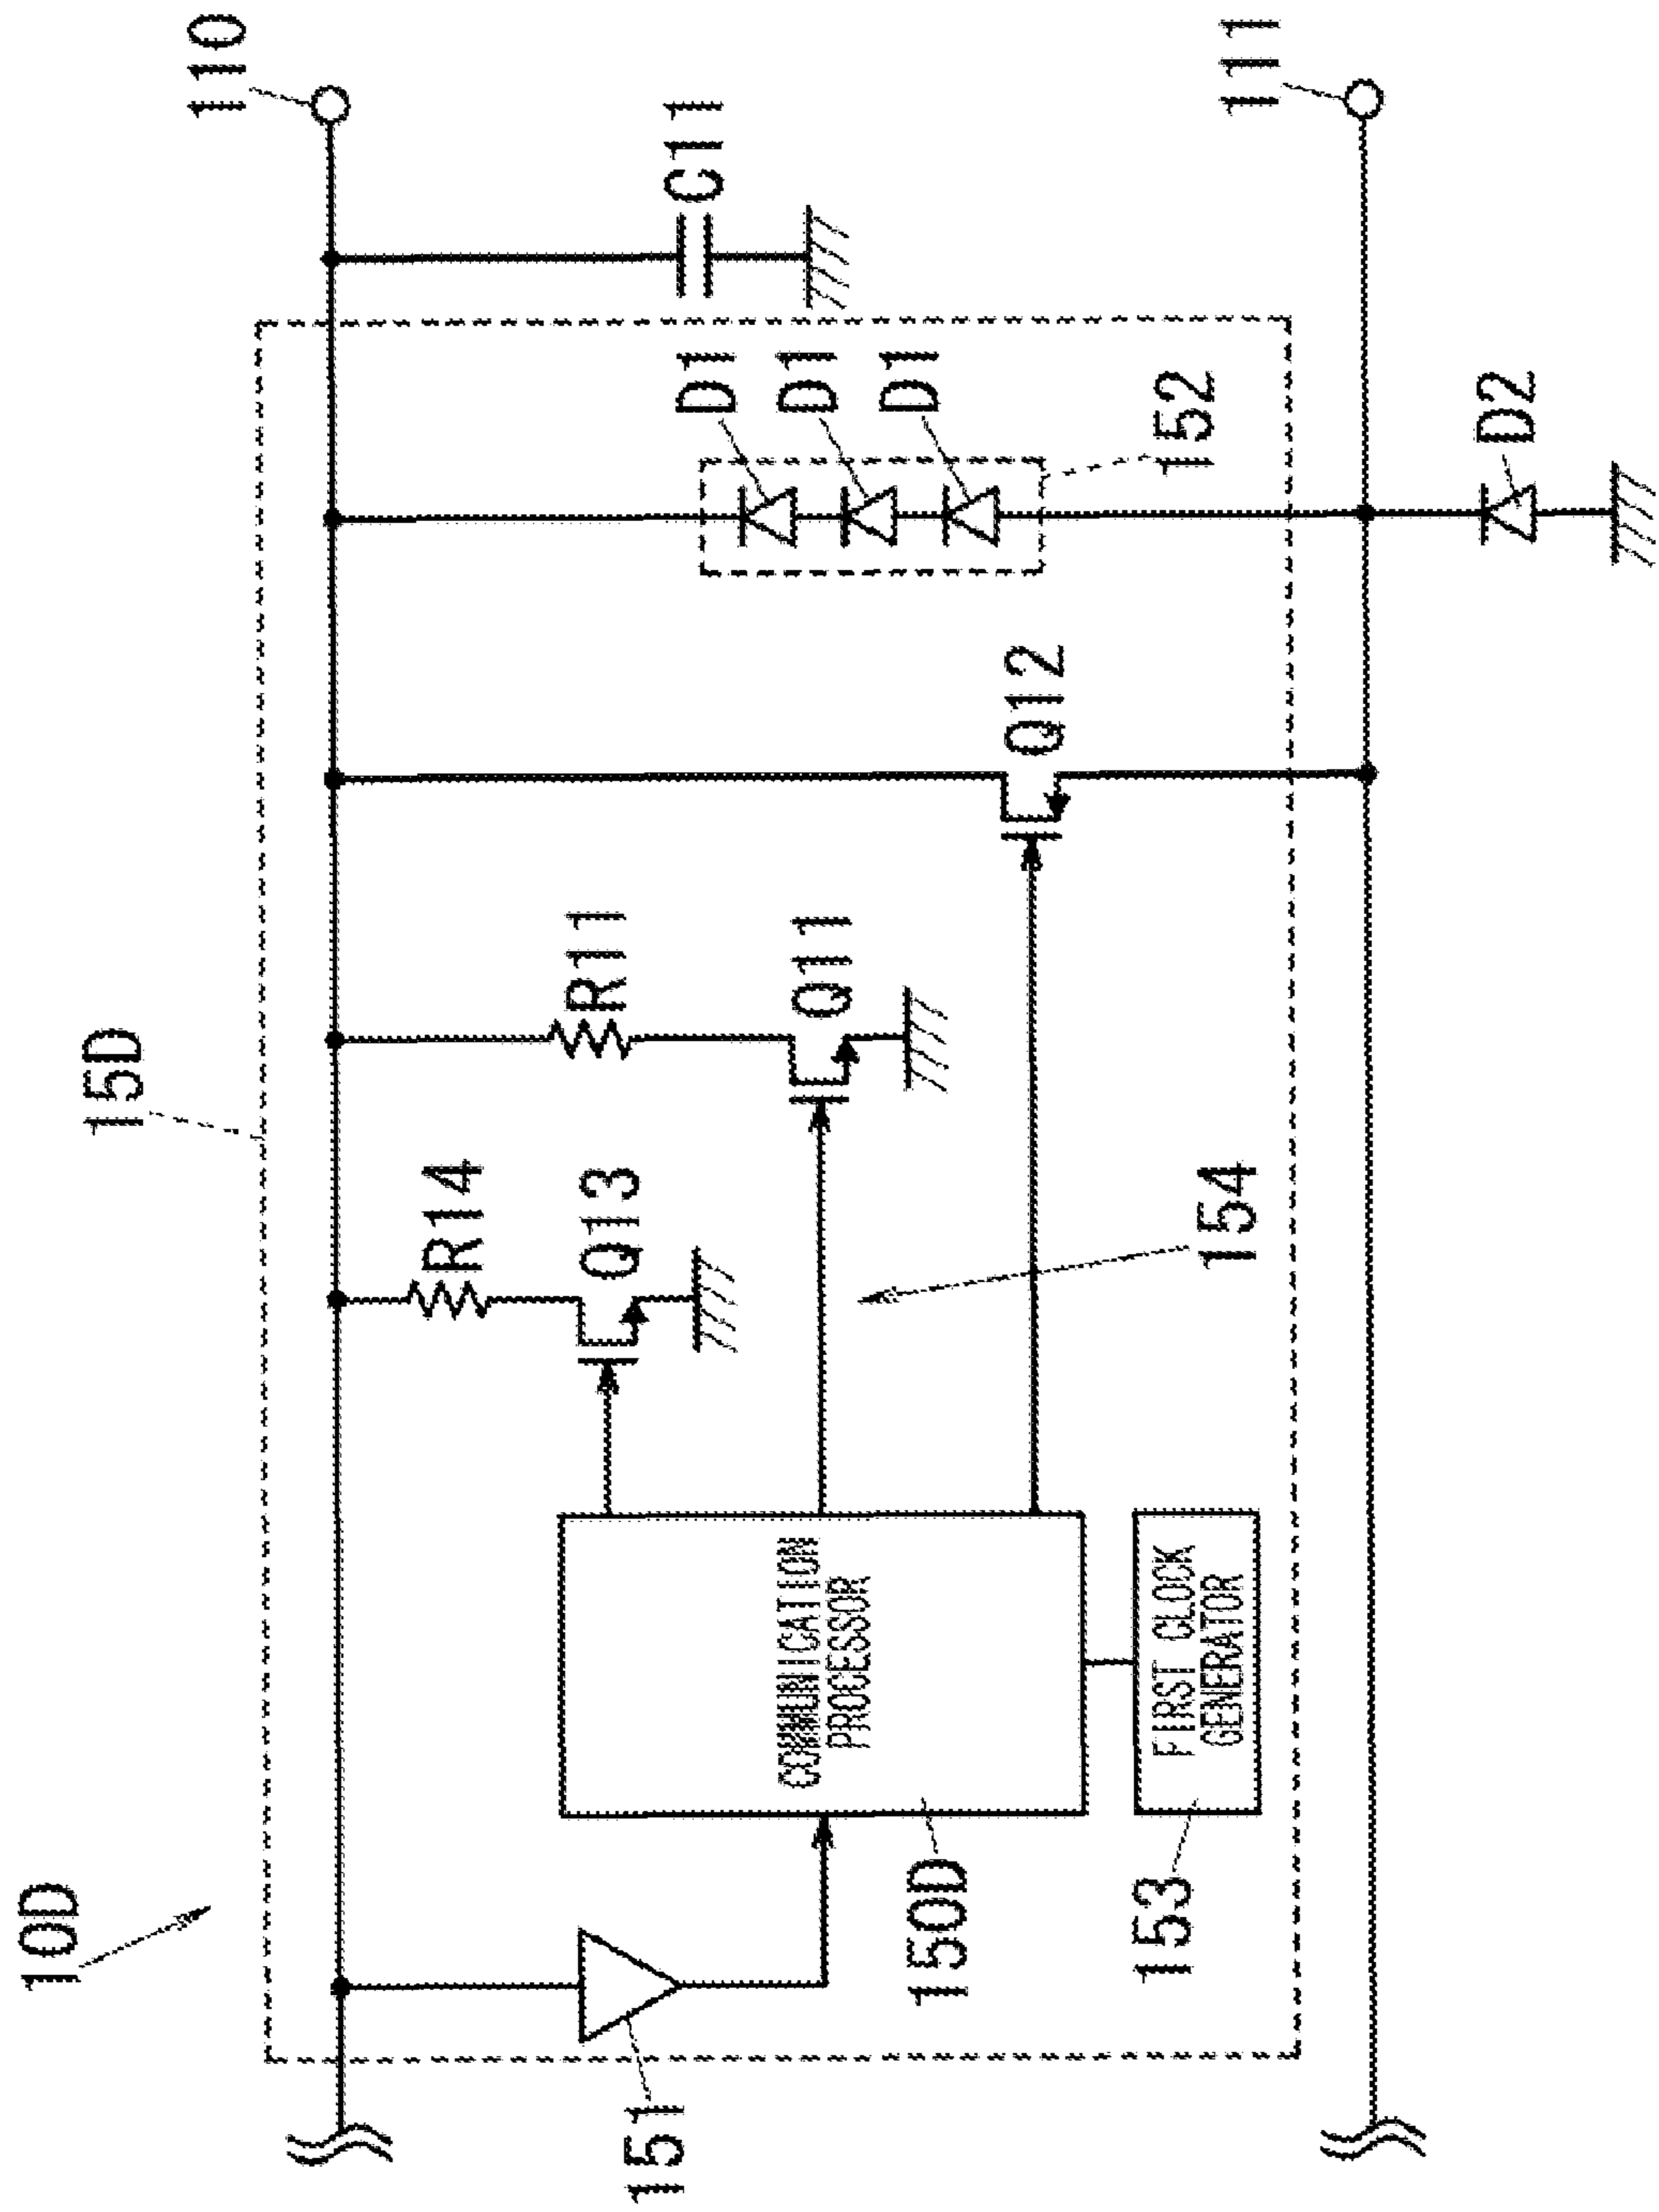 10D
15D
110
C11
D1
D1
D1
152
111
D2
Q12
R11
Q11
R14
Q13
154
COMMUNICATION
PROCESSOR
FIRST CLOCK
GENERATOR
150D
153
151